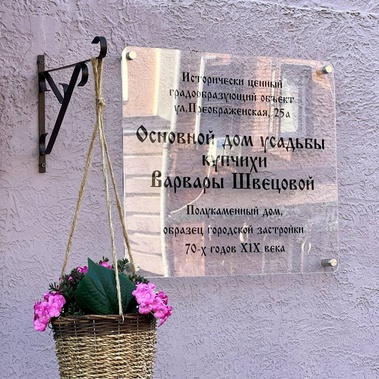 Исторически ценный
градообразующий объект
ул.Преображенская, 25а
Основной дом усадьбы
купчихи
Варвары Швецовой
Полукаменный дом,
образец городской застройки
70-х годов XIX века